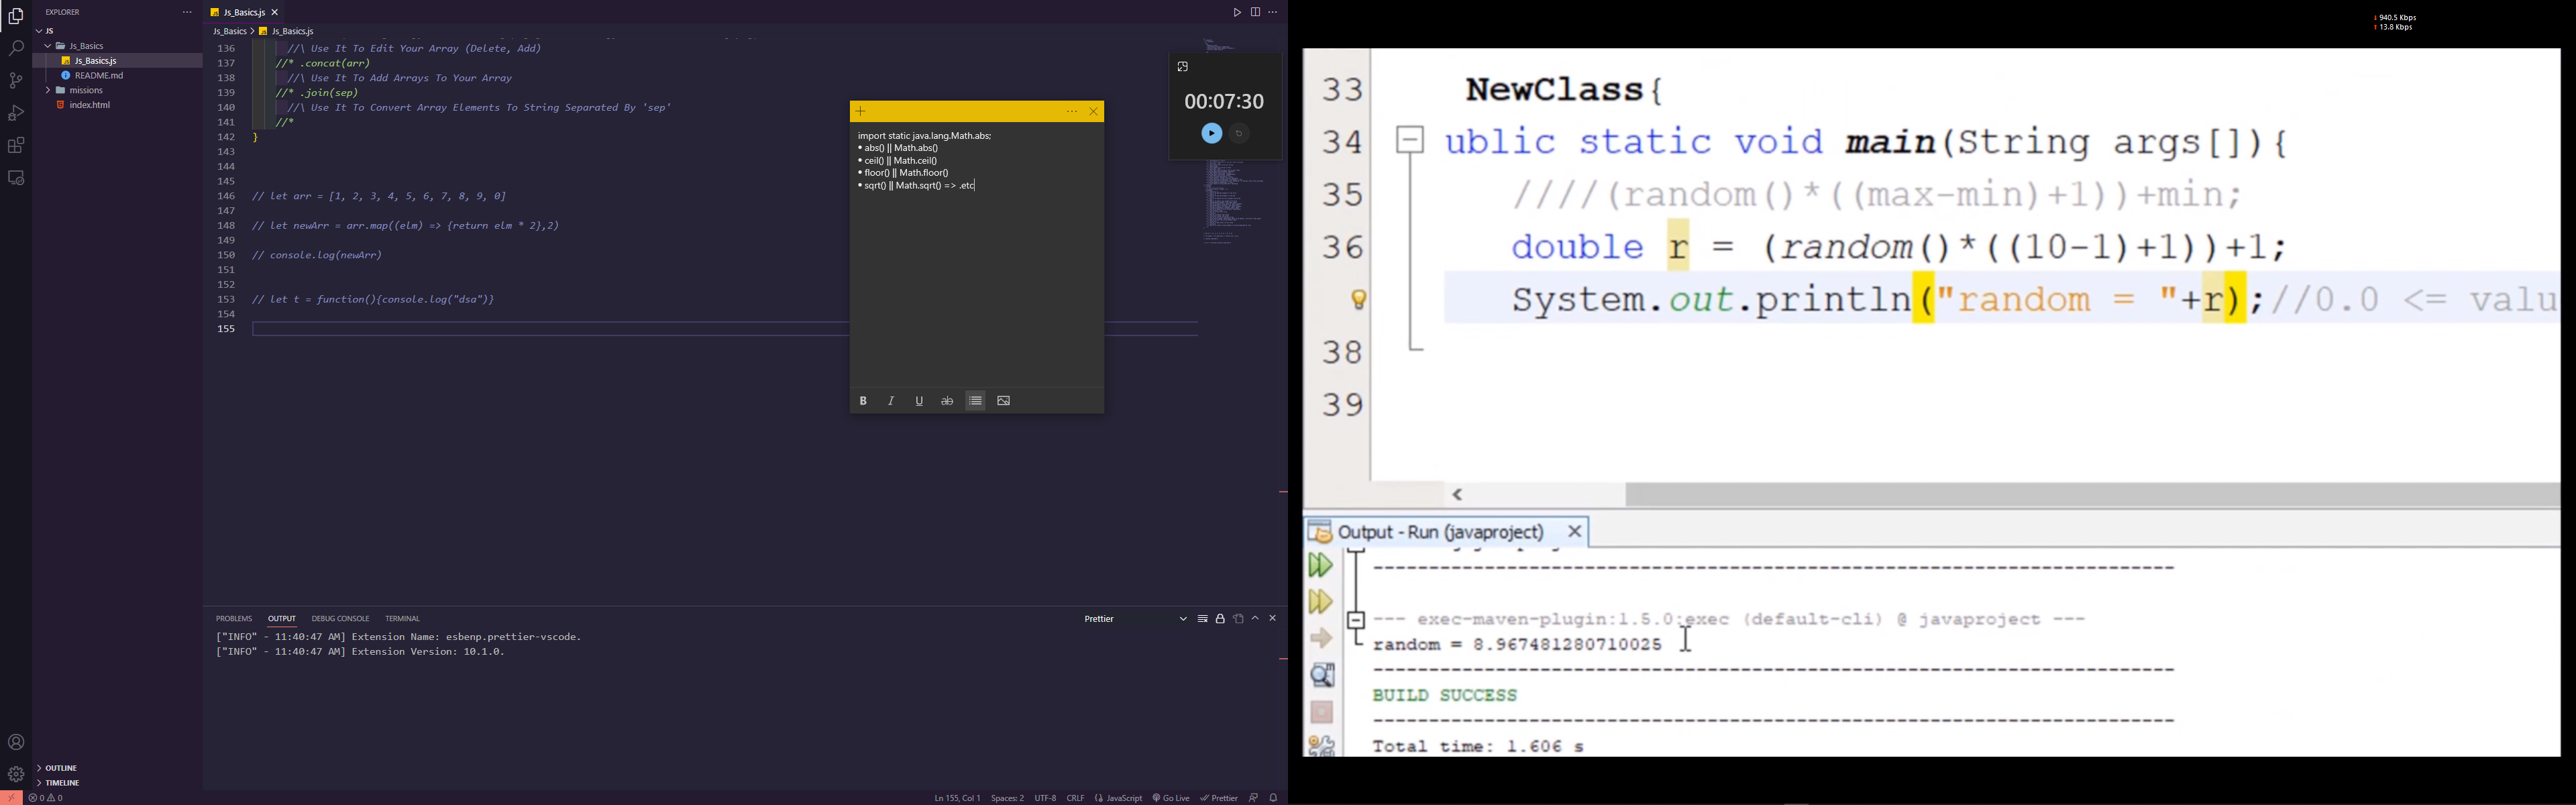 EXPLORER
JS
Js_Basics
Js_Basics.js
README.md
missions
index.html
OUTLINE
TIMELINE
Js_Basics.js
Js_Basics > Js_Basics.js
136 //\ Use It To Edit Your Array (Delete, Add)
137 //* .concat(arr)
138 //\ Use It To Add Arrays To Your Array
139 //* .join(sep)
140 //\ Use It To Convert Array Elements To String Separated By 'sep'
141 //*
142 }
143
144
145
146 // let arr = [1, 2, 3, 4, 5, 6, 7, 8, 9, 0]
147
148 // let newArr = arr.map((elm) => {return elm * 2},2)
149
150 // console.log(newArr)
151
152
153 // let t = function(){console.log("dsa")}
154
155
import static java.lang.Math.abs;
• abs() || Math.abs()
• ceil() || Math.ceil()
• floor() || Math.floor()
• sqrt() || Math.sqrt() => .etc
B I U ab
00:07:30
PROBLEMS OUTPUT DEBUG CONSOLE TERMINAL
Prettier
["INFO" - 11:40:47 AM] Extension Name: esbenp.prettier-vscode.
["INFO" - 11:40:47 AM] Extension Version: 10.1.0.
0 0
Ln 155, Col 1 Spaces: 2 UTF-8 CRLF JavaScript Go Live Prettier
940.5 Kbps
13.8 Kbps
33 NewClass{
34 ublic static void main(String args[]){
35 ////(random()*((max-min)+1))+min;
36 double r = (random()*((10-1)+1))+1;
System.out.println("random = "+r);//0.0 <= valu
38
39
Output - Run (javaproject)
--- exec-maven-plugin:1.5.0:exec (default-cli) @ javaproject ---
random = 8.967481280710025
BUILD SUCCESS
Total time: 1.606 s